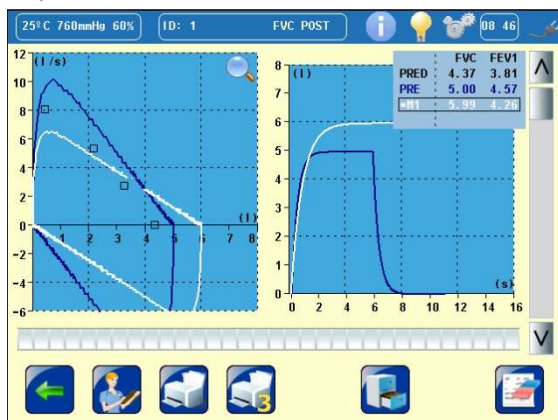 25º C 760mmHg 60%
ID: 1
FVC POST
08 46
12
(l/s)
10
8
6
4
2
0
-2
-4
-6
0 1 2 3 4 5 6 7 8
(l)
8
(l)
7
6
5
4
3
2
1
0
0 2 4 6 8 10 12 14 16
(s)
FVC FEV1
PRED 4.37 3.81
PRE 5.00 4.57
*M1 5.99 4.26
3